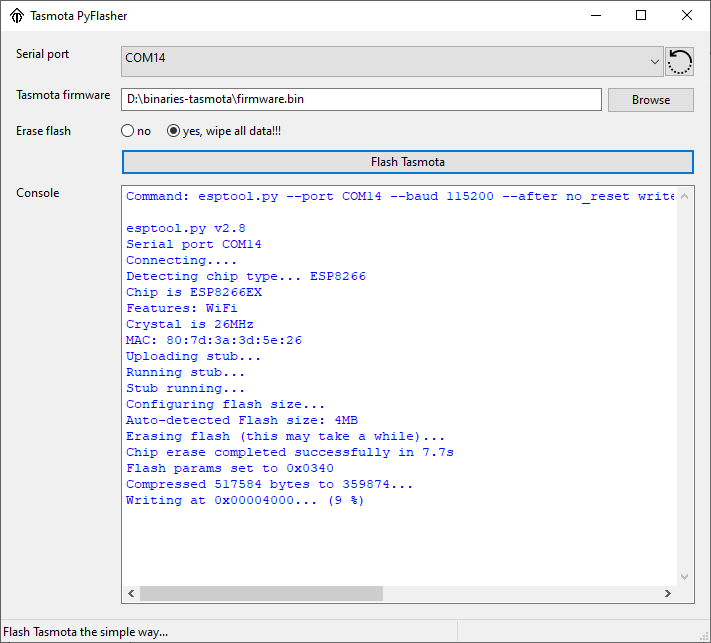 Tasmota PyFlasher
Serial port
COM14
Tasmota firmware
D:\binaries-tasmota\firmware.bin
Browse
Erase flash
no
yes, wipe all data!!!
Flash Tasmota
Console
Command: esptool.py --port COM14 --baud 115200 --after no_reset write
esptool.py v2.8
Serial port COM14
Connecting....
Detecting chip type... ESP8266
Chip is ESP8266EX
Features: WiFi
Crystal is 26MHz
MAC: 80:7d:3a:3d:5e:26
Uploading stub...
Running stub...
Stub running...
Configuring flash size...
Auto-detected Flash size: 4MB
Erasing flash (this may take a while)...
Chip erase completed successfully in 7.7s
Flash params set to 0x0340
Compressed 517584 bytes to 359874...
Writing at 0x00004000... (9 %)
Flash Tasmota the simple way...